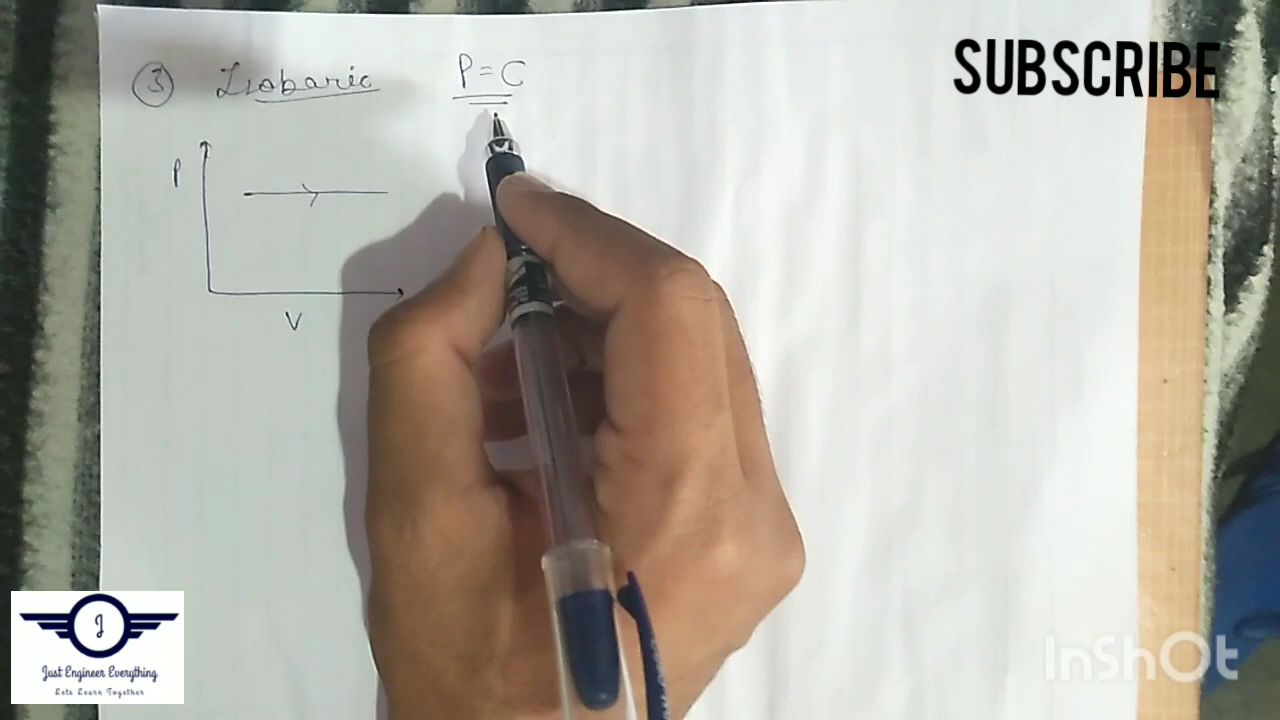 SUBSCRIBE
③ Isobaric P = C
P
V
J
Just Engineer Everything
Lets Learn Together
InShOt